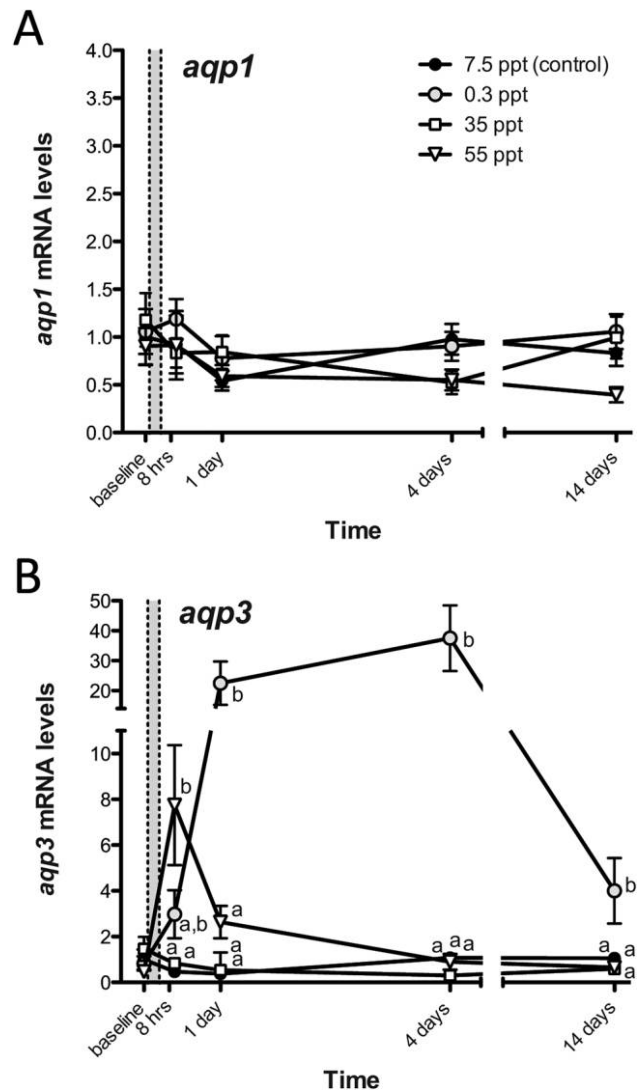 A
aqp1
7.5 ppt (control)
0.3 ppt
35 ppt
55 ppt
4.0
3.5
3.0
2.5
2.0
1.5
1.0
0.5
0.0
aqp1 mRNA levels
baseline
8 hrs
1 day
4 days
14 days
Time
B
aqp3
50
40
30
20
10
8
6
4
2
0
aqp3 mRNA levels
b
b
b
a,b
a
b
a a
a
a
a a a
a a
a
baseline
8 hrs
1 day
4 days
14 days
Time